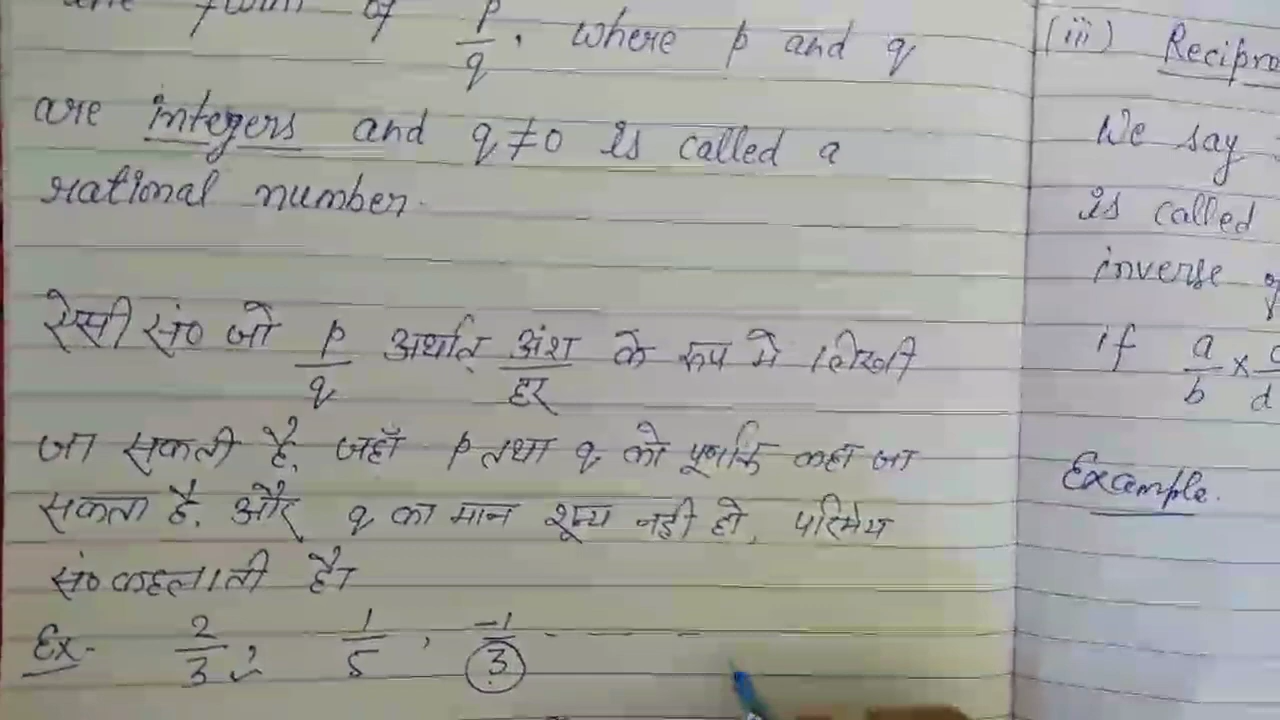 form of p/q, where p and q
are integers and q≠0 is called a
rational number.
ऐसी सं० जो p/q अर्थात् अंश/हर के रूप मे लिखी
जा सकती है, जहाँ p तथा q को पूर्णांक कहा जा
सकता है, और q का मान शून्य नही हो, परिमेय
सं० कहलाती है।
Ex- 2/3, 1/5, -1/3 - - - -
(iii)
We say
is called
inverse
if a/b ×
Example.